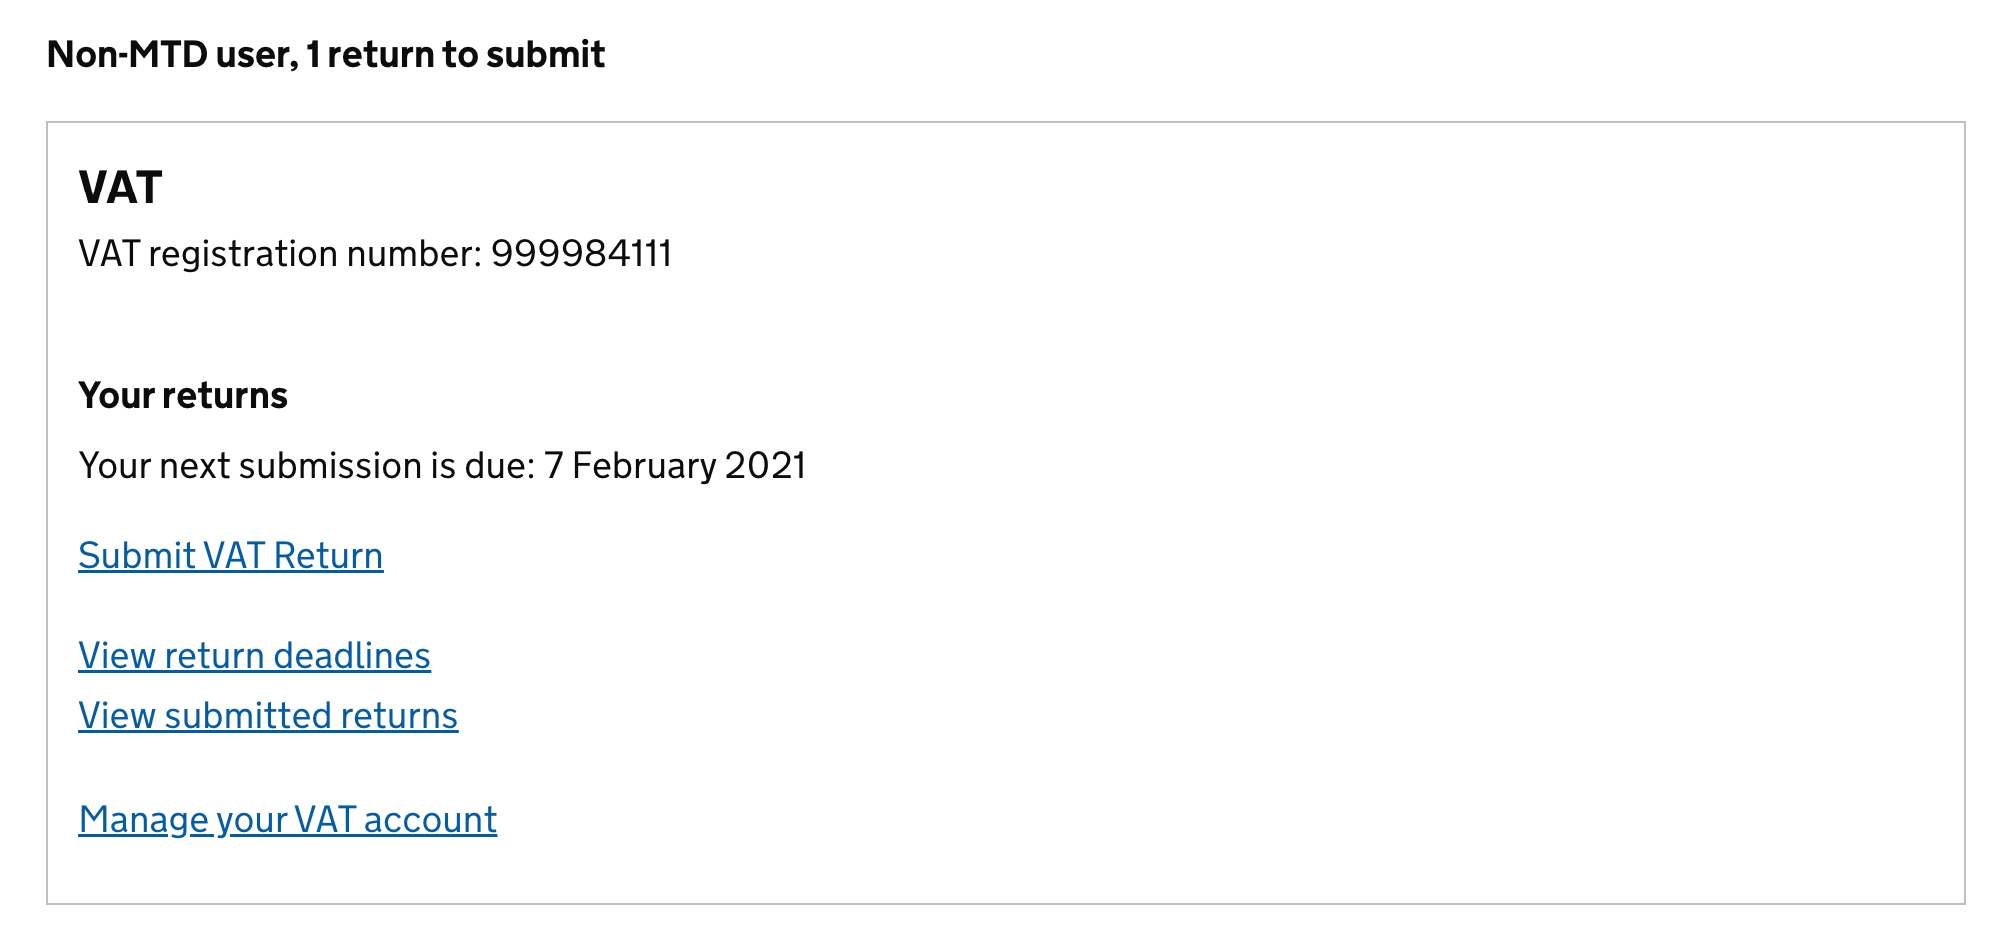 Non-MTD user, 1 return to submit
VAT
VAT registration number: 999984111
Your returns
Your next submission is due: 7 February 2021
Submit VAT Return
View return deadlines
View submitted returns
Manage your VAT account